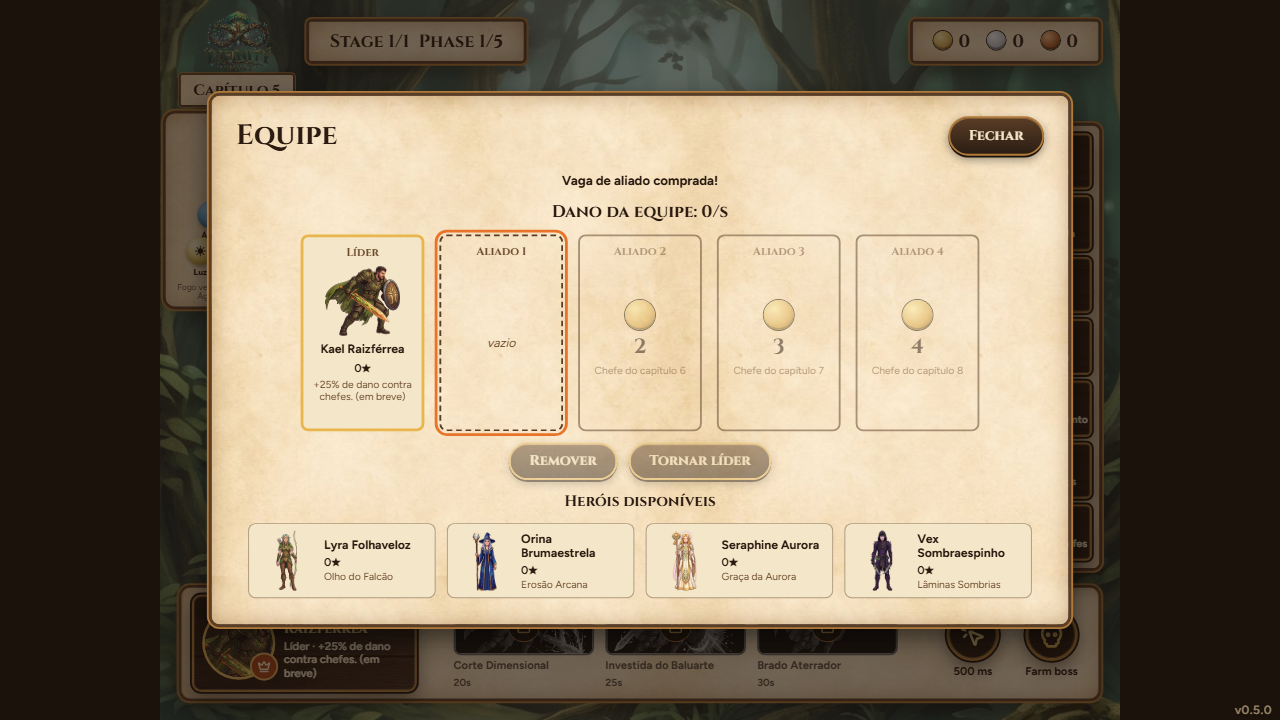 Stage 1/1 Phase 1/5
0 0 0
Capítulo 5
Equipe
Fechar
Vaga de aliado comprada!
Dano da equipe: 0/s
Líder
Kael Raizférrea
0★
+25% de dano contra
chefes. (em breve)
Aliado 1
vazio
Aliado 2
2
Chefe do capítulo 6
Aliado 3
3
Chefe do capítulo 7
Aliado 4
4
Chefe do capítulo 8
Remover
Tornar líder
Heróis disponíveis
Lyra Folhaveloz
0★
Olho do Falcão
Orina
Brumaestrela
0★
Erosão Arcana
Seraphine Aurora
0★
Graça da Aurora
Vex
Sombraespinho
0★
Lâminas Sombrias
Raizférrea
Líder · +25% de dano
contra chefes. (em
breve)
Corte Dimensional
20s
Investida do Baluarte
25s
Brado Aterrador
30s
500 ms
Farm boss
v0.5.0